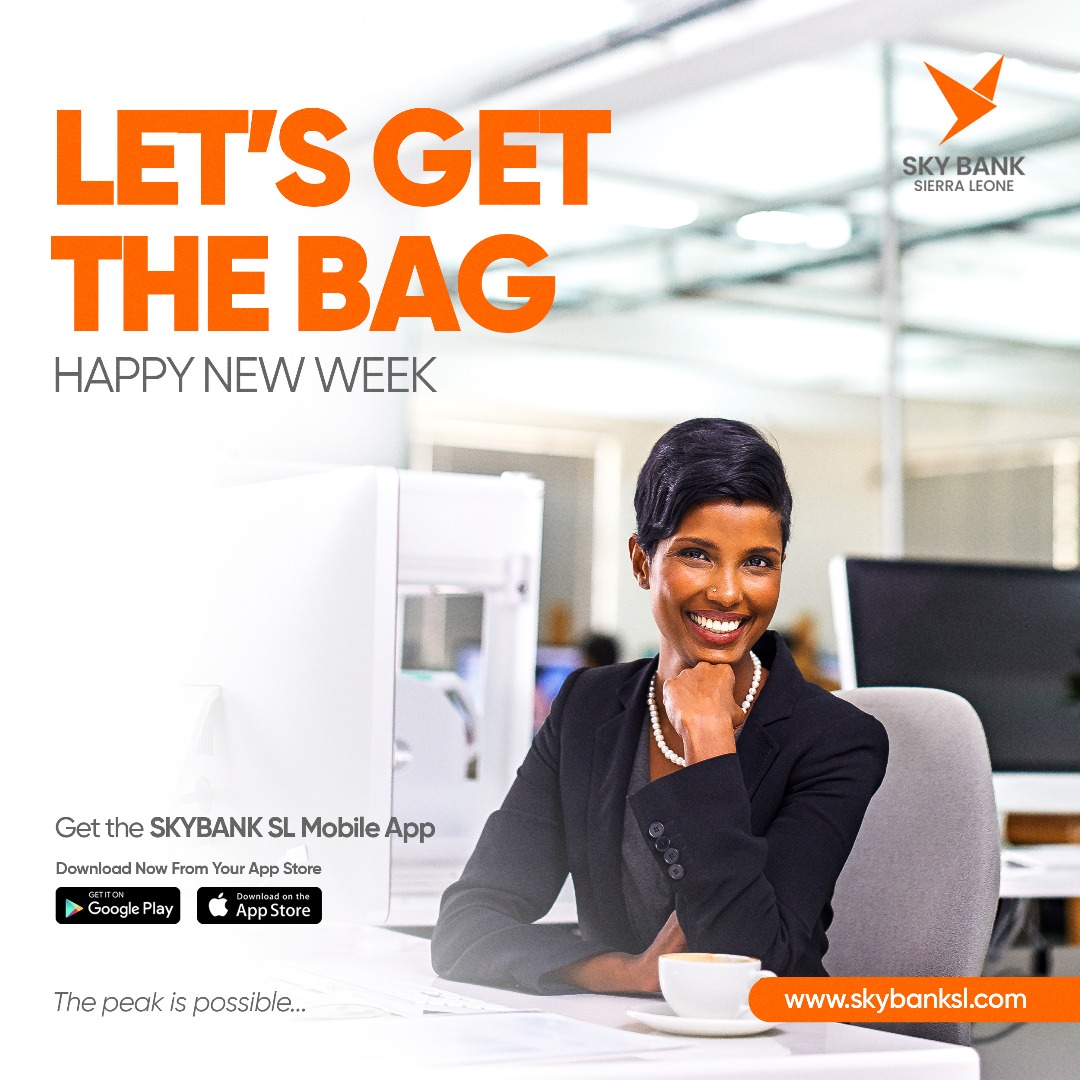 LET'S GET
THE BAG
HAPPY NEW WEEK
SKY BANK
SIERRA LEONE
Get the SKYBANK SL Mobile App
Download Now From Your App Store
GET IT ON
Google Play
Download on the
App Store
The peak is possible...
www.skybanksl.com